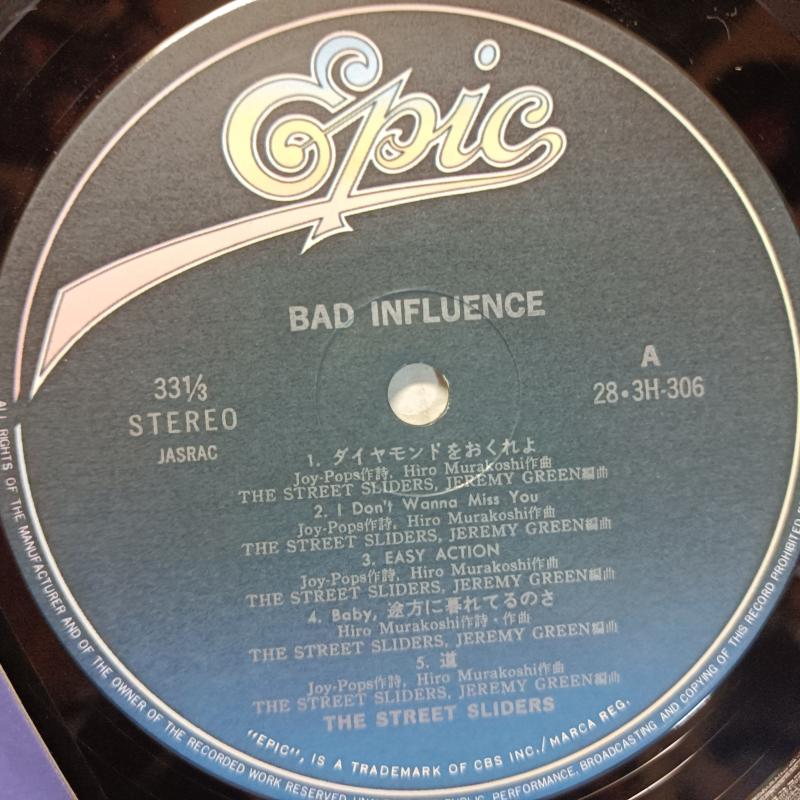 Epic
BAD INFLUENCE
33⅓
STEREO
JASRAC
A
28・3H-306
1. ダイヤモンドをおくれよ
Joy-Pops作詩, Hiro Murakoshi作曲
THE STREET SLIDERS, JEREMY GREEN編曲
2. I Don't Wanna Miss You
Joy-Pops作詩, Hiro Murakoshi作曲
THE STREET SLIDERS, JEREMY GREEN編曲
3. EASY ACTION
Joy-Pops作詩, Hiro Murakoshi作曲
THE STREET SLIDERS, JEREMY GREEN編曲
4. Baby, 途方に暮れてるのさ
Hiro Murakoshi作詩・作曲
THE STREET SLIDERS, JEREMY GREEN編曲
5. 道
Joy-Pops作詩, Hiro Murakoshi作曲
THE STREET SLIDERS, JEREMY GREEN編曲
THE STREET SLIDERS
"EPIC", IS A TRADEMARK OF CBS INC./MARCA REG.
ALL RIGHTS OF THE MANUFACTURER AND OF THE OWNER OF THE RECORDED WORK RESERVED PUBLIC PERFORMANCE, BROADCASTING AND COPYING OF THIS RECORD PROHIBITED